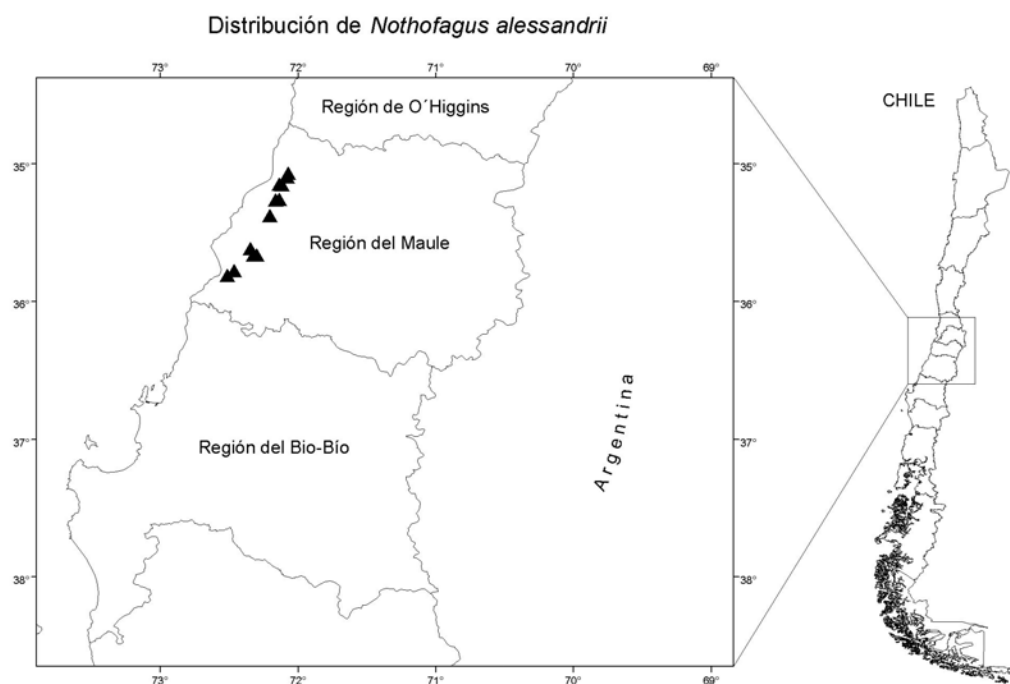 Distribución de Nothofagus alessandrii
73° 72° 71° 70° 69°
CHILE
Región de O´Higgins
35° 35°
Región del Maule
36° 36°
Argentina
Región del Bio-Bío
37° 37°
38° 38°
73° 72° 71° 70° 69°